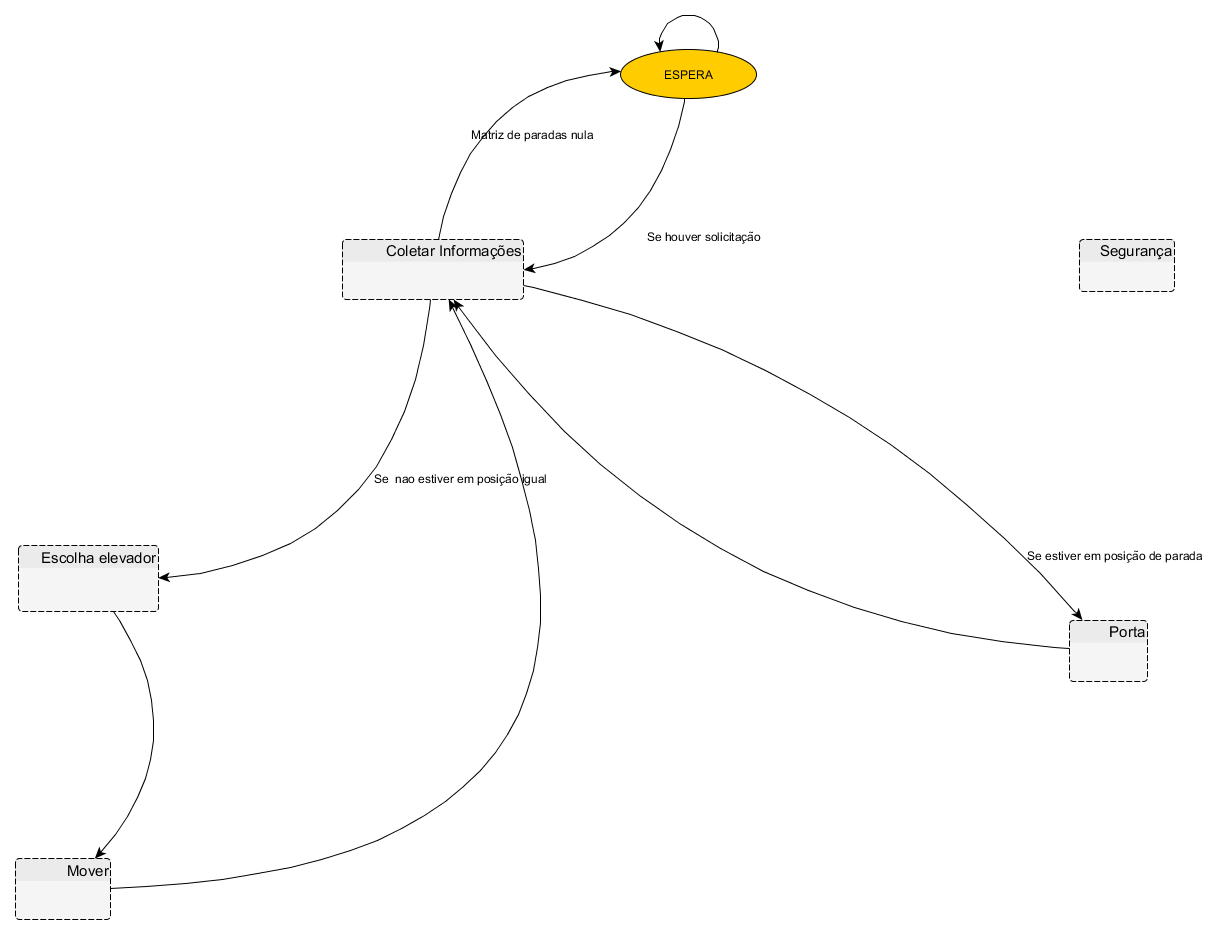 ESPERA
Matriz de paradas nula
Se houver solicitação
Coletar Informações
Segurança
Se  nao estiver em posição igual
Escolha elevador
Se estiver em posição de parada
Porta
Mover